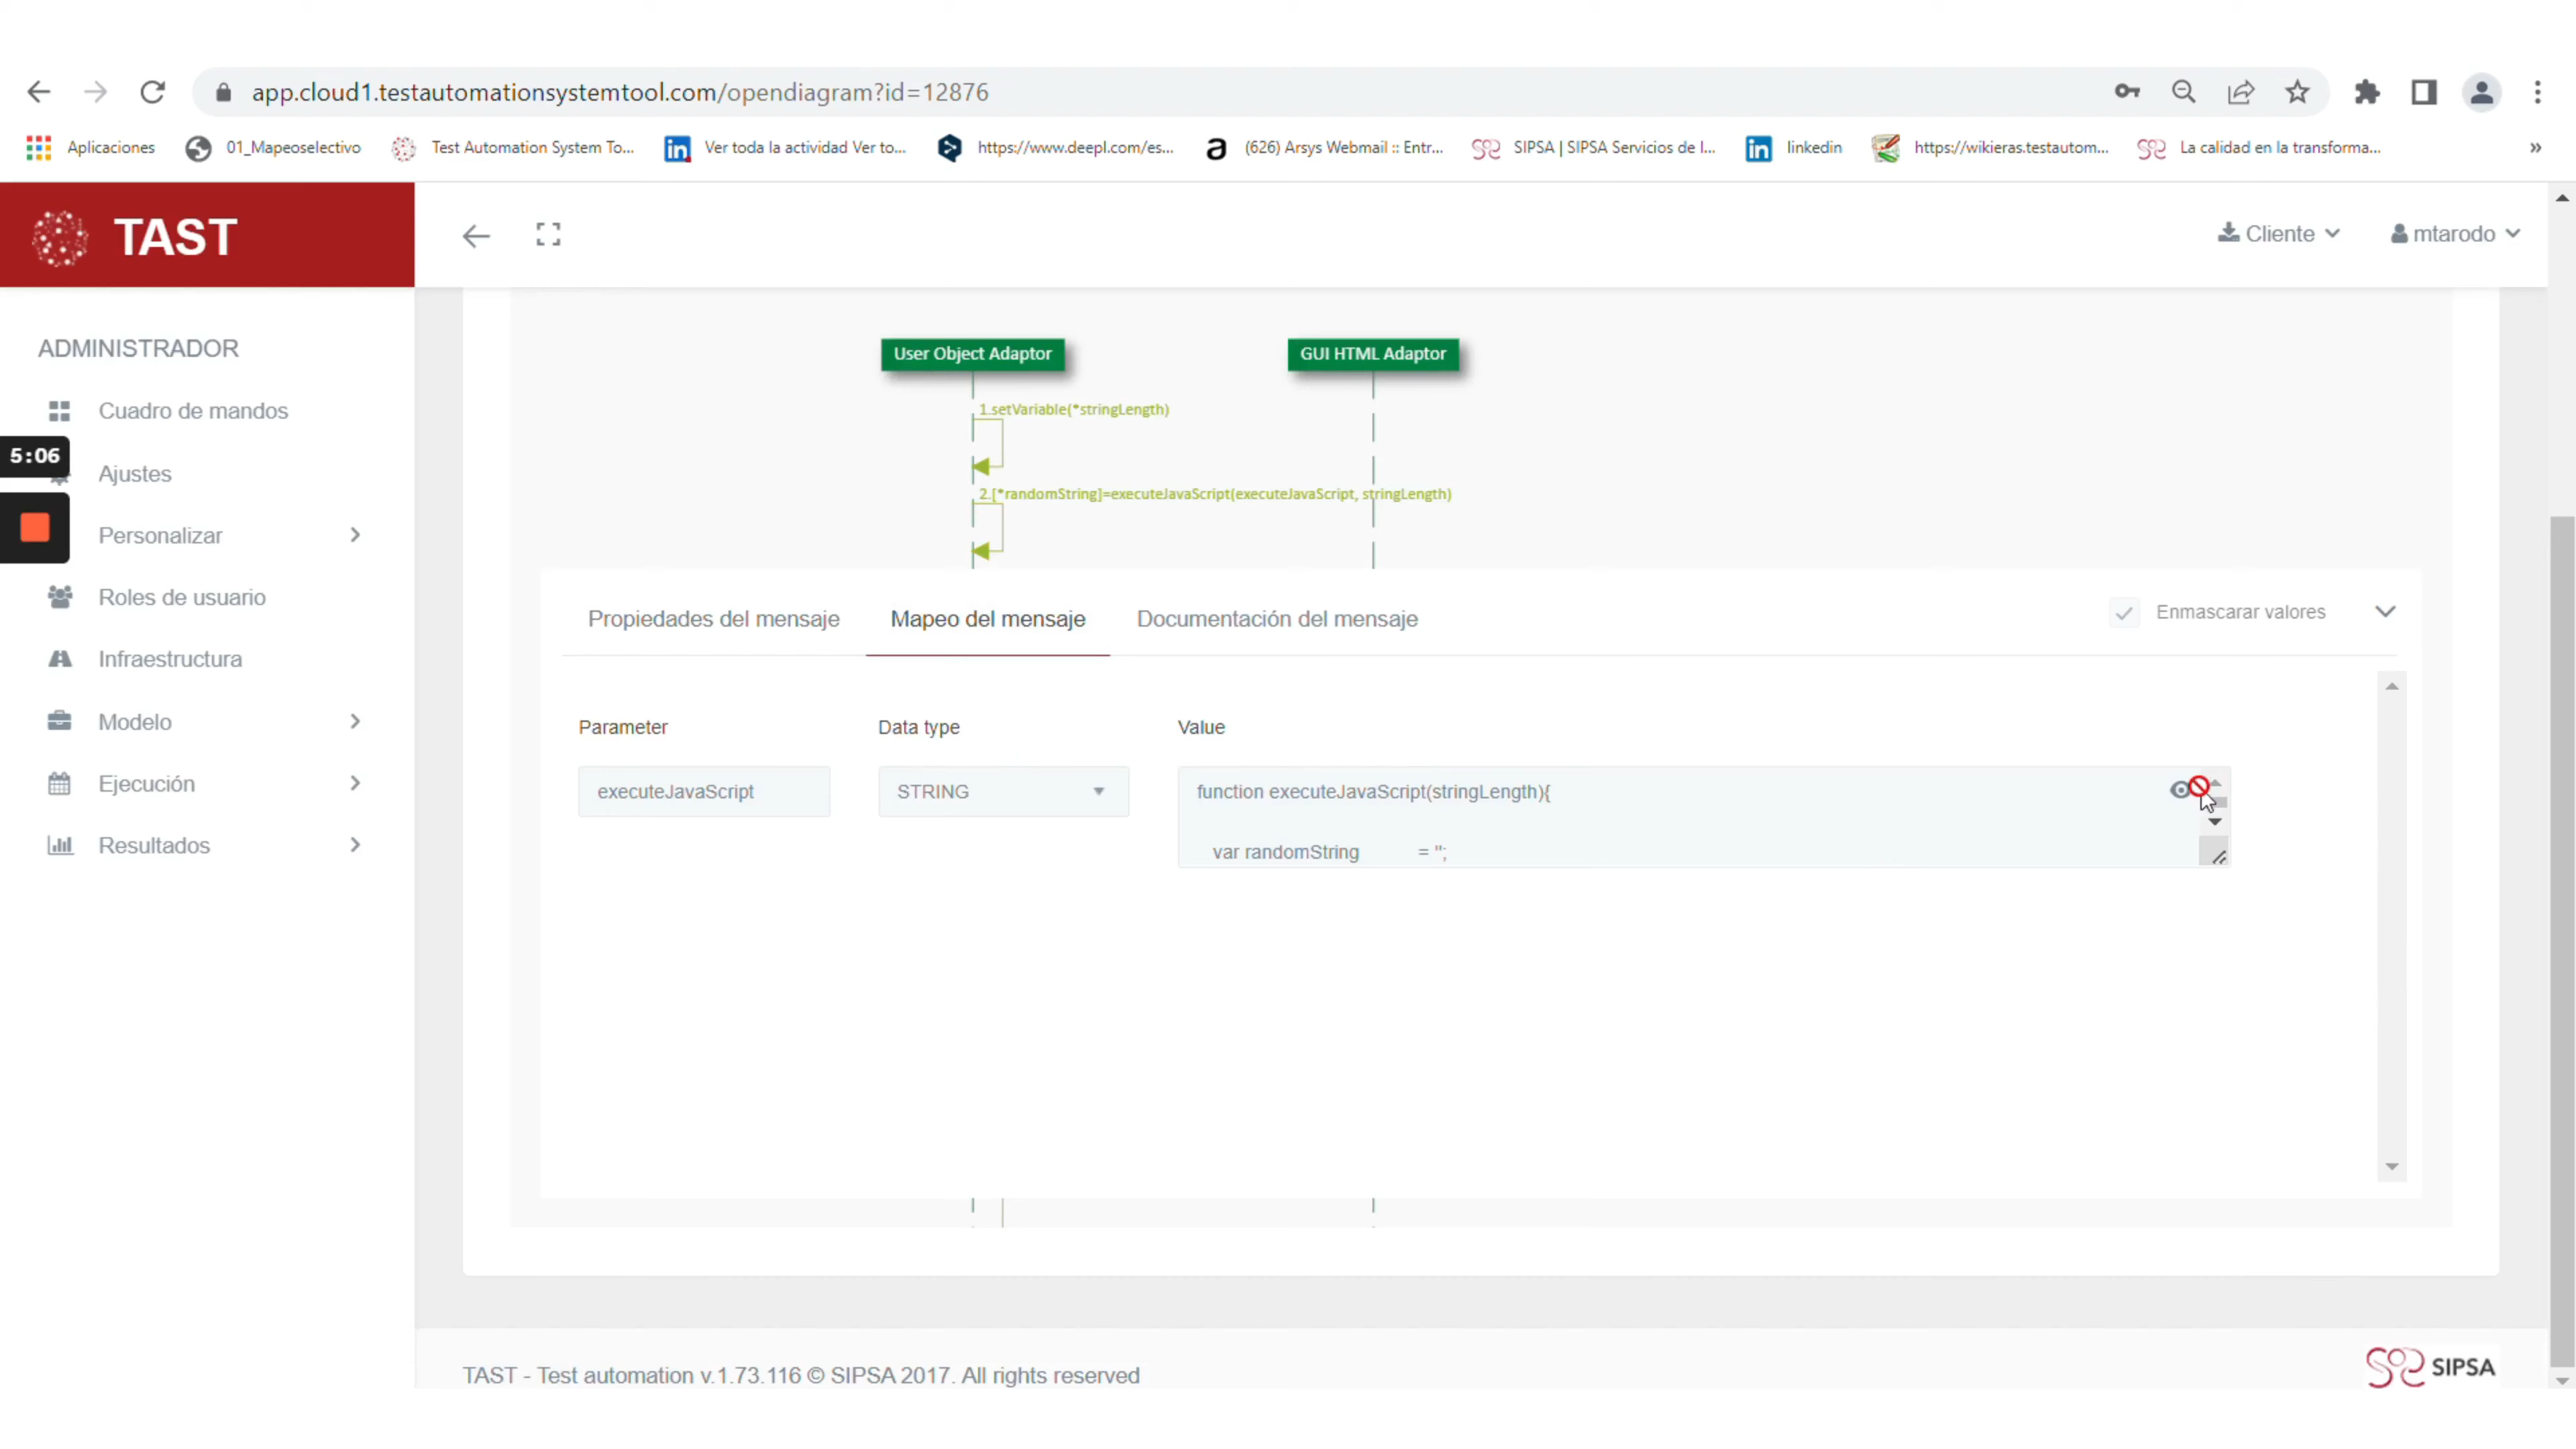 app.cloud1.testautomationsystemtool.com/opendiagram?id=12876
Aplicaciones
01_Mapeoselectivo
Test Automation System To...
in
Ver toda la actividad Ver to...
https://www.deepl.com/es...
a
(626) Arsys Webmail :: Entr...
SIPSA | SIPSA Servicios de I...
in
linkedin
https://wikieras.testautom...
La calidad en la transforma...
»
TAST
Cliente
mtarodo
ADMINISTRADOR
Cuadro de mandos
5:06
Ajustes
Personalizar
Roles de usuario
Infraestructura
Modelo
Ejecución
Resultados
User Object Adaptor
GUI HTML Adaptor
1.setVariable(*stringLength)
2.[*randomString]=executeJavaScript(executeJavaScript, stringLength)
Propiedades del mensaje
Mapeo del mensaje
Documentación del mensaje
Enmascarar valores
Parameter
Data type
Value
executeJavaScript
STRING
function executeJavaScript(stringLength){
var randomString = '';
TAST - Test automation v.1.73.116 © SIPSA 2017. All rights reserved
SIPSA